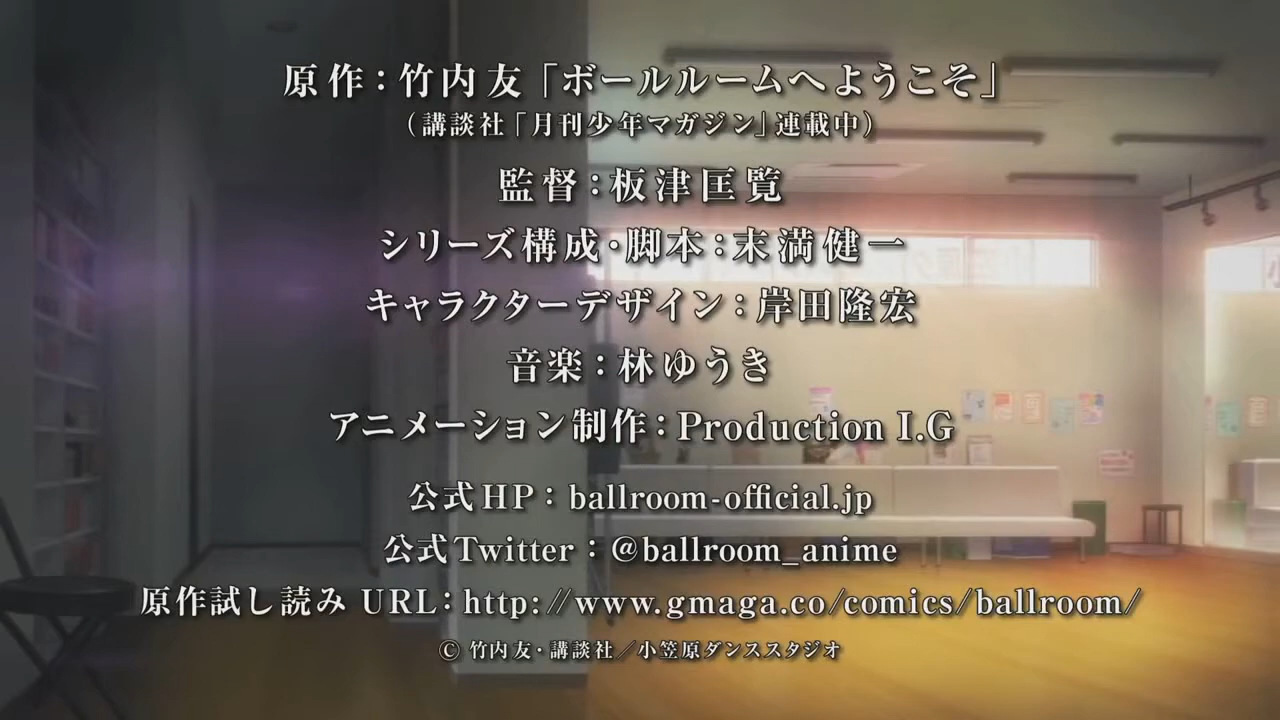 原作：竹内友「ボールルームへようこそ」
（講談社「月刊少年マガジン」連載中）
監督：板津匡覧
シリーズ構成・脚本：末満健一
キャラクターデザイン：岸田隆宏
音楽：林ゆうき
アニメーション制作：Production I.G
公式HP：ballroom-official.jp
公式Twitter：@ballroom_anime
原作試し読み URL：http://www.gmaga.co/comics/ballroom/
© 竹内友・講談社／小笠原ダンススタジオ